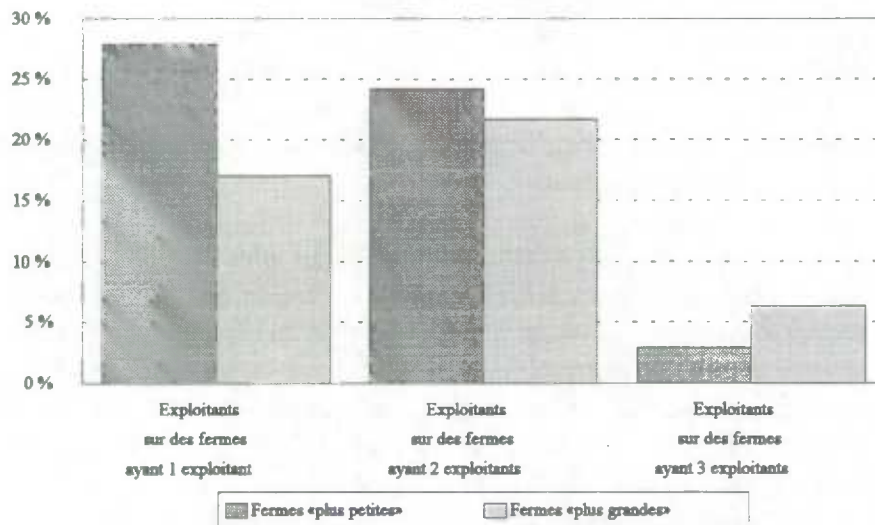 30 %
25 %
20 %
15 %
10 %
5 %
0 %
Exploitants
sur des fermes
ayant 1 exploitant
Exploitants
sur des fermes
ayant 2 exploitants
Exploitants
sur des fermes
ayant 3 exploitants
Fermes «plus petites»
Fermes «plus grandes»